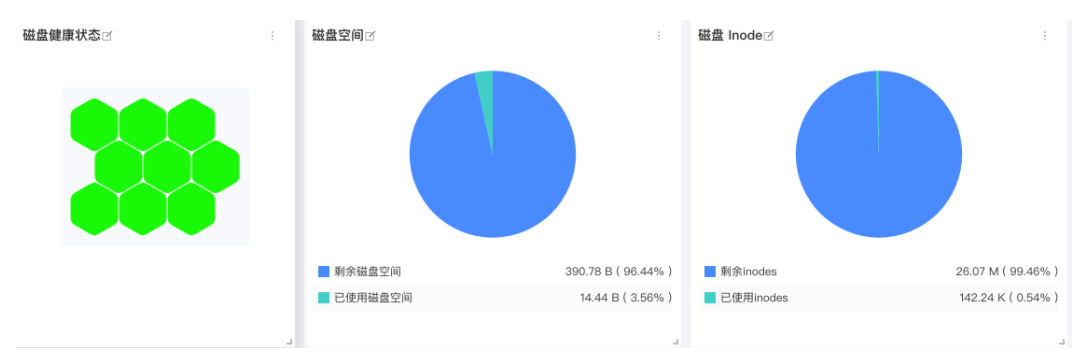 磁盘健康状态
磁盘空间
磁盘 Inode
剩余磁盘空间 390.78 B ( 96.44% )
已使用磁盘空间 14.44 B ( 3.56% )
剩余inodes 26.07 M ( 99.46% )
已使用inodes 142.24 K ( 0.54% )